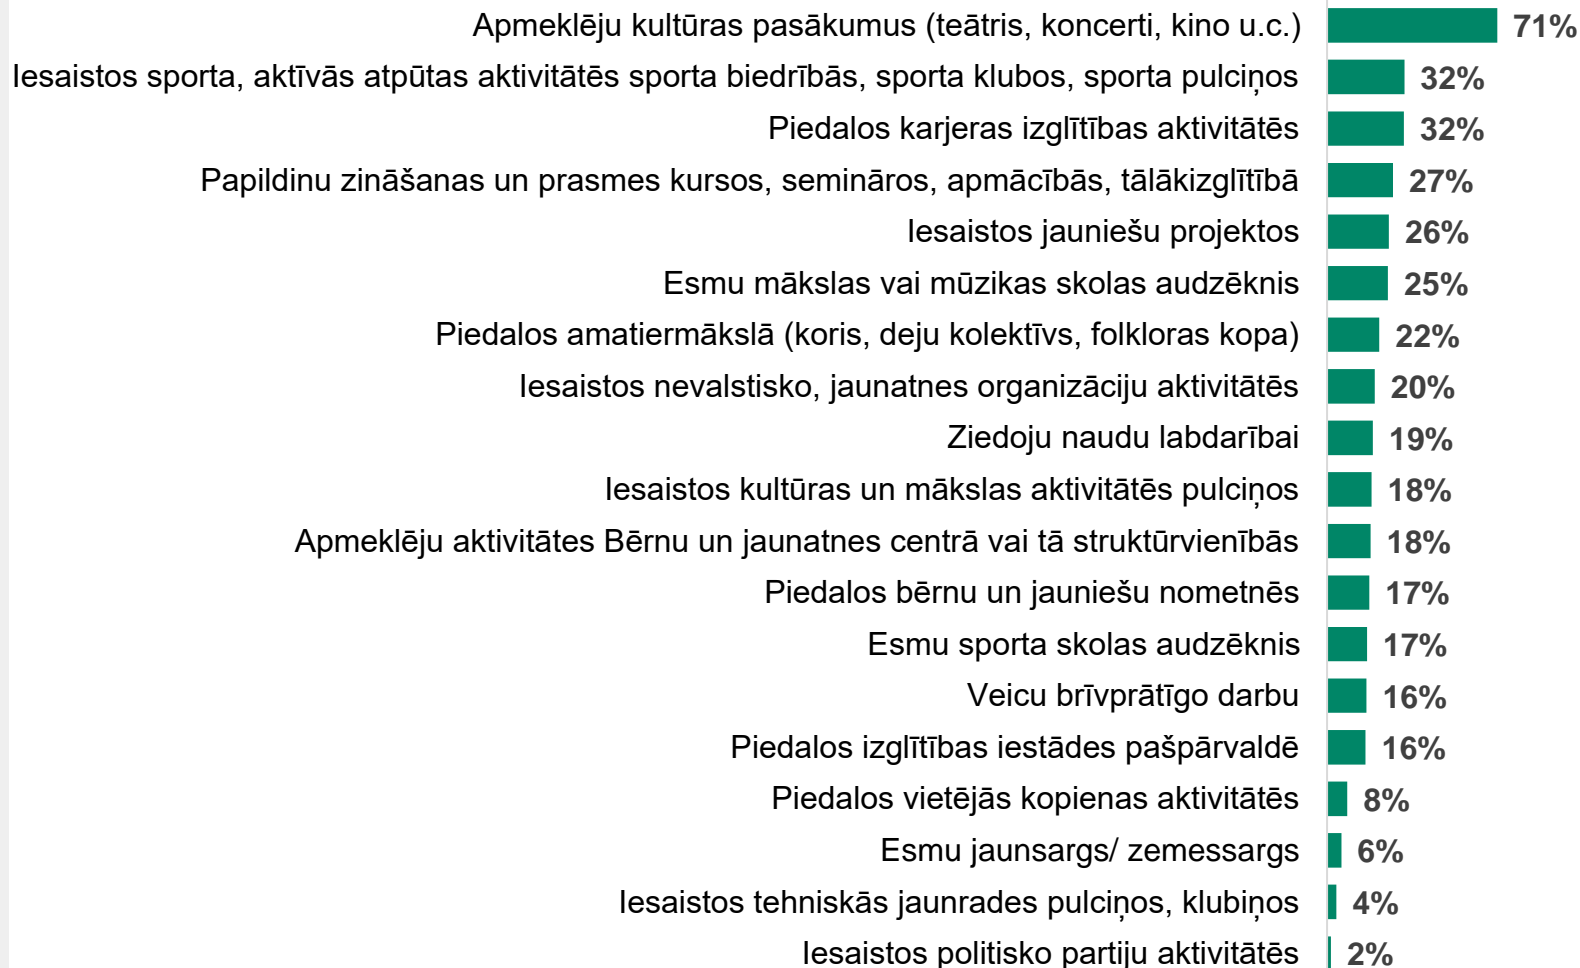 Apmeklēju kultūras pasākumus (teātris, koncerti, kino u.c.) 71%
Iesaistos sporta, aktīvās atpūtas aktivitātēs sporta biedrībās, sporta klubos, sporta pulciņos 32%
Piedalos karjeras izglītības aktivitātēs 32%
Papildinu zināšanas un prasmes kursos, semināros, apmācībās, tālākizglītībā 27%
Iesaistos jauniešu projektos 26%
Esmu mākslas vai mūzikas skolas audzēknis 25%
Piedalos amatiermākslā (koris, deju kolektīvs, folkloras kopa) 22%
Iesaistos nevalstisko, jaunatnes organizāciju aktivitātēs 20%
Ziedoju naudu labdarībai 19%
Iesaistos kultūras un mākslas aktivitātēs pulciņos 18%
Apmeklēju aktivitātes Bērnu un jaunatnes centrā vai tā struktūrvienībās 18%
Piedalos bērnu un jauniešu nometnēs 17%
Esmu sporta skolas audzēknis 17%
Veicu brīvprātīgo darbu 16%
Piedalos izglītības iestādes pašpārvaldē 16%
Piedalos vietējās kopienas aktivitātēs 8%
Esmu jaunsargs/ zemessargs 6%
Iesaistos tehniskās jaunrades pulciņos, klubiņos 4%
Iesaistos politisko partiju aktivitātēs 2%